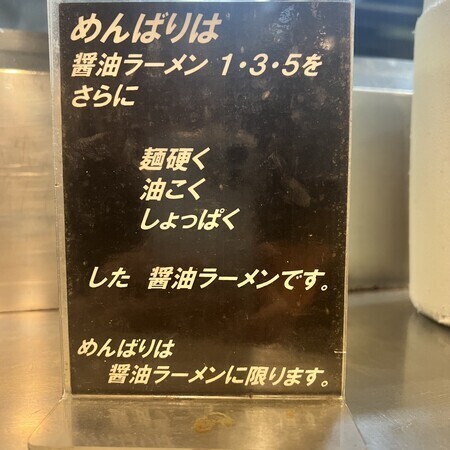 めんばりは
醤油ラーメン 1・3・5を
さらに
麺硬く
油こく
しょっぱく
した 醤油ラーメンです。
めんばりは
醤油ラーメンに限ります。